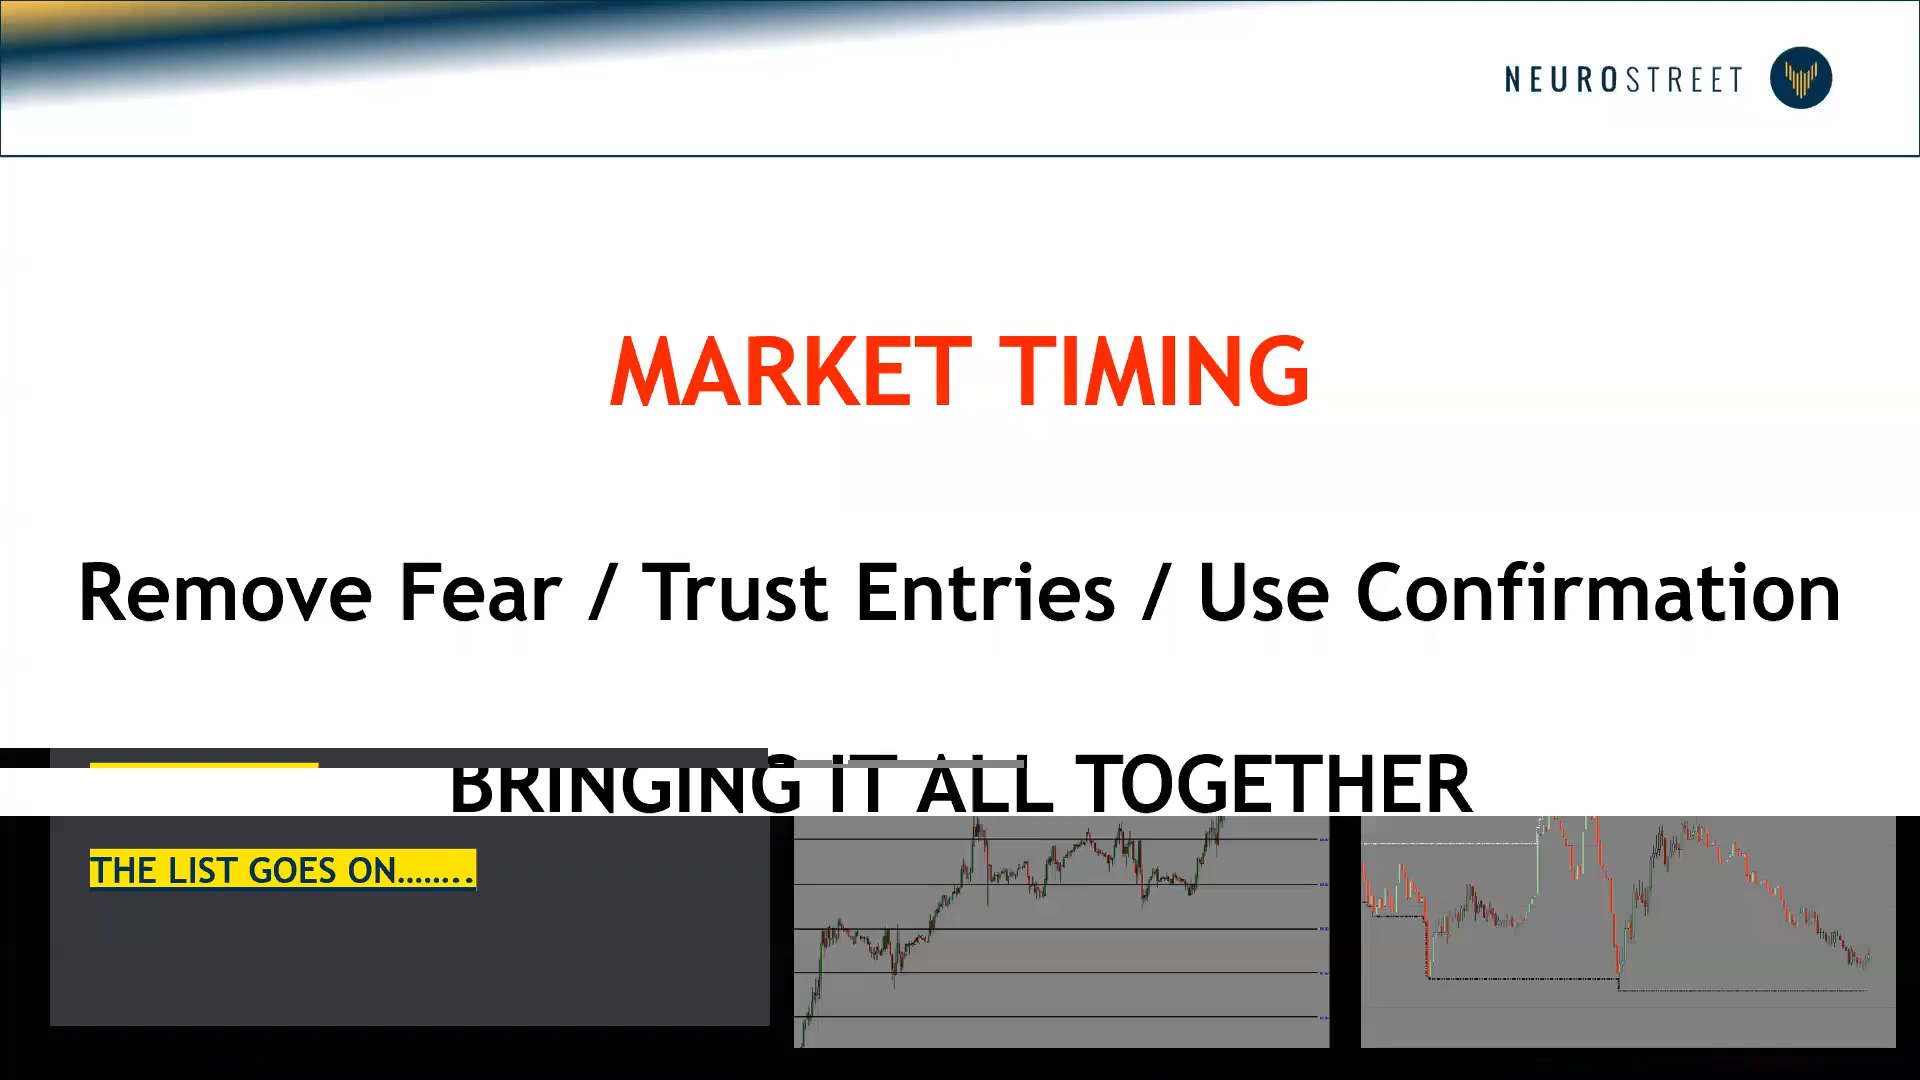 NEUROSTREET
MARKET TIMING
Remove Fear / Trust Entries / Use Confirmation
BRINGING IT ALL TOGETHER
THE LIST GOES ON........